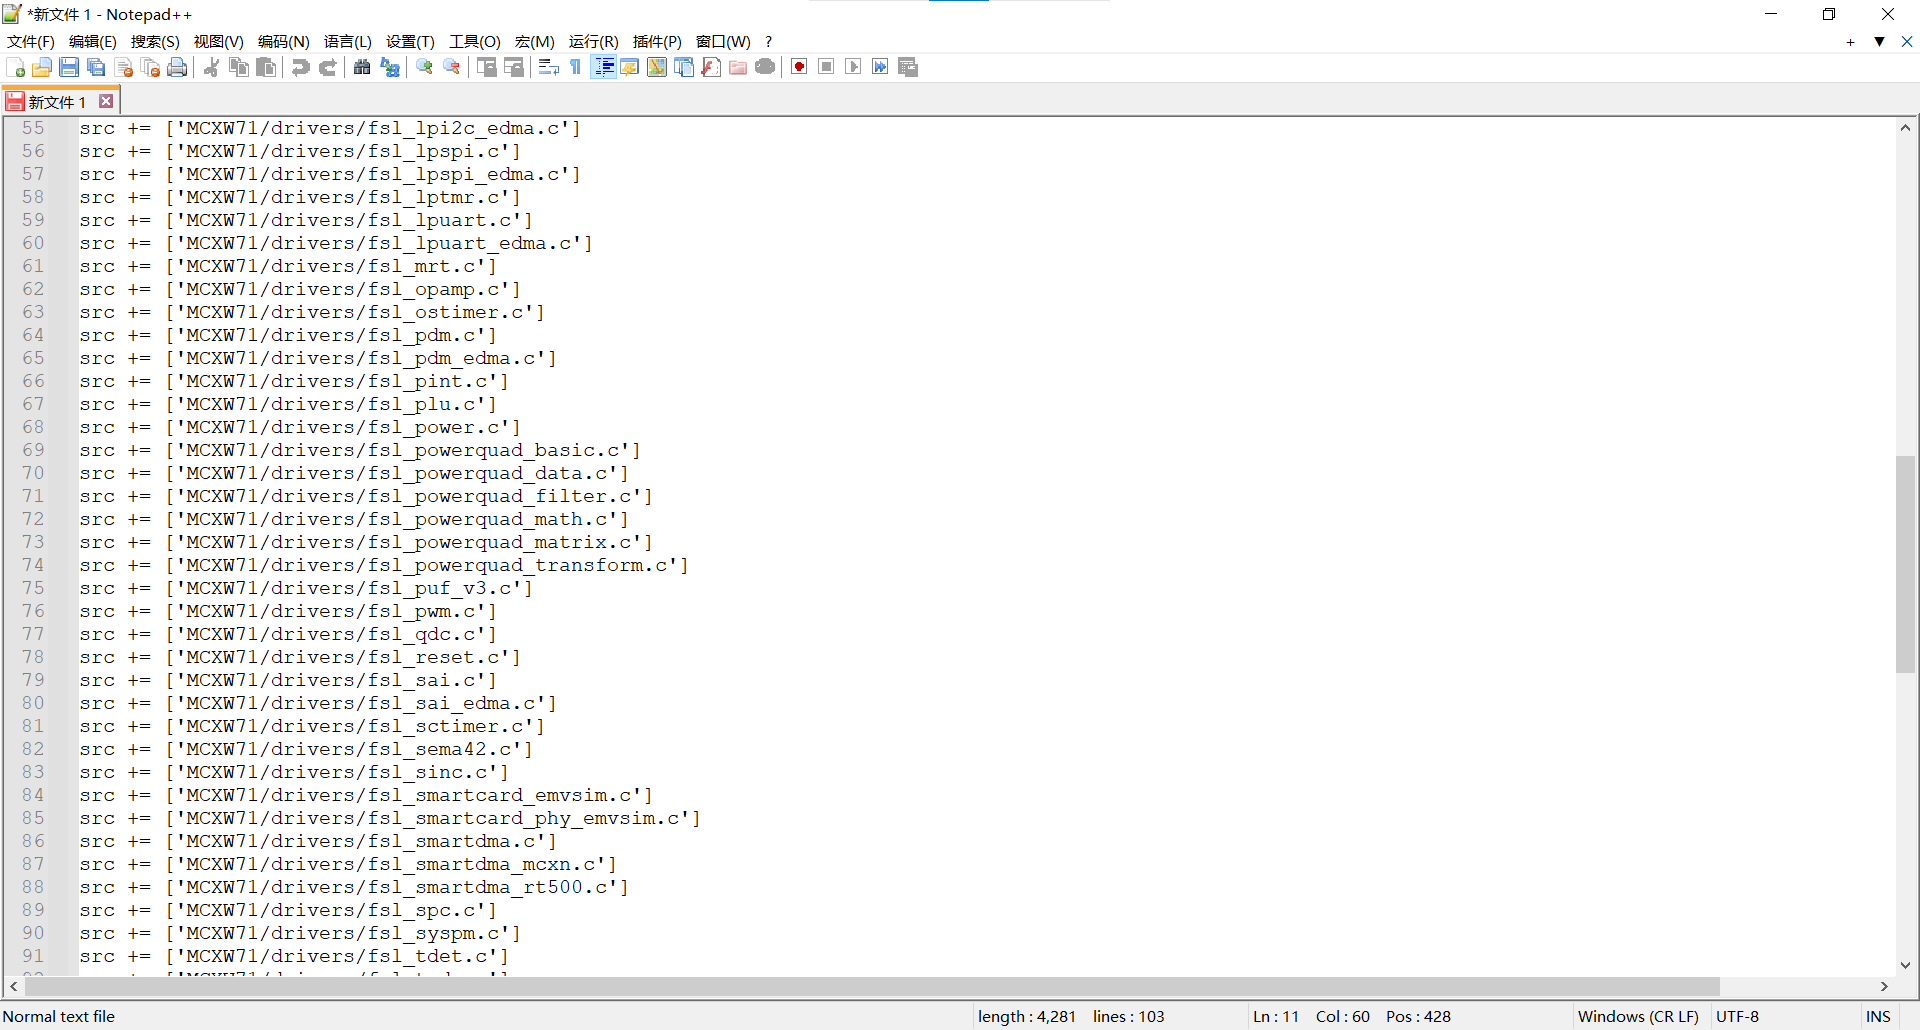 *新文件 1 - Notepad++
文件(F) 编辑(E) 搜索(S) 视图(V) 编码(N) 语言(L) 设置(T) 工具(O) 宏(M) 运行(R) 插件(P) 窗口(W) ?
新文件 1
55 src += ['MCXW71/drivers/fsl_lpi2c_edma.c']
56 src += ['MCXW71/drivers/fsl_lpspi.c']
57 src += ['MCXW71/drivers/fsl_lpspi_edma.c']
58 src += ['MCXW71/drivers/fsl_lptmr.c']
59 src += ['MCXW71/drivers/fsl_lpuart.c']
60 src += ['MCXW71/drivers/fsl_lpuart_edma.c']
61 src += ['MCXW71/drivers/fsl_mrt.c']
62 src += ['MCXW71/drivers/fsl_opamp.c']
63 src += ['MCXW71/drivers/fsl_ostimer.c']
64 src += ['MCXW71/drivers/fsl_pdm.c']
65 src += ['MCXW71/drivers/fsl_pdm_edma.c']
66 src += ['MCXW71/drivers/fsl_pint.c']
67 src += ['MCXW71/drivers/fsl_plu.c']
68 src += ['MCXW71/drivers/fsl_power.c']
69 src += ['MCXW71/drivers/fsl_powerquad_basic.c']
70 src += ['MCXW71/drivers/fsl_powerquad_data.c']
71 src += ['MCXW71/drivers/fsl_powerquad_filter.c']
72 src += ['MCXW71/drivers/fsl_powerquad_math.c']
73 src += ['MCXW71/drivers/fsl_powerquad_matrix.c']
74 src += ['MCXW71/drivers/fsl_powerquad_transform.c']
75 src += ['MCXW71/drivers/fsl_puf_v3.c']
76 src += ['MCXW71/drivers/fsl_pwm.c']
77 src += ['MCXW71/drivers/fsl_qdc.c']
78 src += ['MCXW71/drivers/fsl_reset.c']
79 src += ['MCXW71/drivers/fsl_sai.c']
80 src += ['MCXW71/drivers/fsl_sai_edma.c']
81 src += ['MCXW71/drivers/fsl_sctimer.c']
82 src += ['MCXW71/drivers/fsl_sema42.c']
83 src += ['MCXW71/drivers/fsl_sinc.c']
84 src += ['MCXW71/drivers/fsl_smartcard_emvsim.c']
85 src += ['MCXW71/drivers/fsl_smartcard_phy_emvsim.c']
86 src += ['MCXW71/drivers/fsl_smartdma.c']
87 src += ['MCXW71/drivers/fsl_smartdma_mcxn.c']
88 src += ['MCXW71/drivers/fsl_smartdma_rt500.c']
89 src += ['MCXW71/drivers/fsl_spc.c']
90 src += ['MCXW71/drivers/fsl_syspm.c']
91 src += ['MCXW71/drivers/fsl_tdet.c']
Normal text file length : 4,281 lines : 103 Ln : 11 Col : 60 Pos : 428 Windows (CR LF) UTF-8 INS